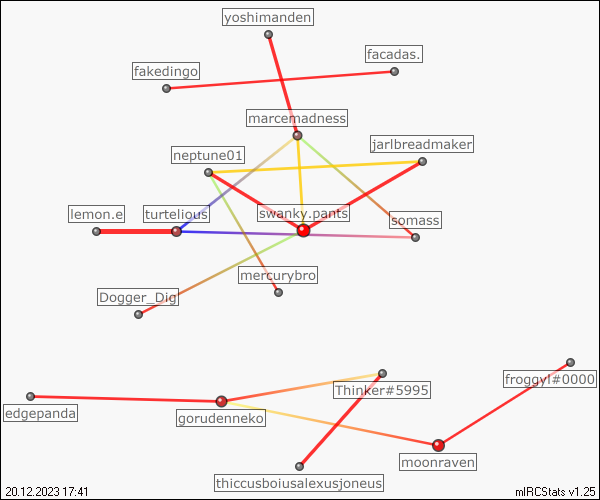 yoshimanden
facadas.
fakedingo
marcemadness
jarlbreadmaker
neptune01
lemon.e
turtelious
swanky.pants
somass
mercurybro
Dogger_Dig
froggyl#0000
Thinker#5995
edgepanda
gorudenneko
moonraven
thiccusboiusalexusjoneus
20.12.2023 17:41
mIRCStats v1.25